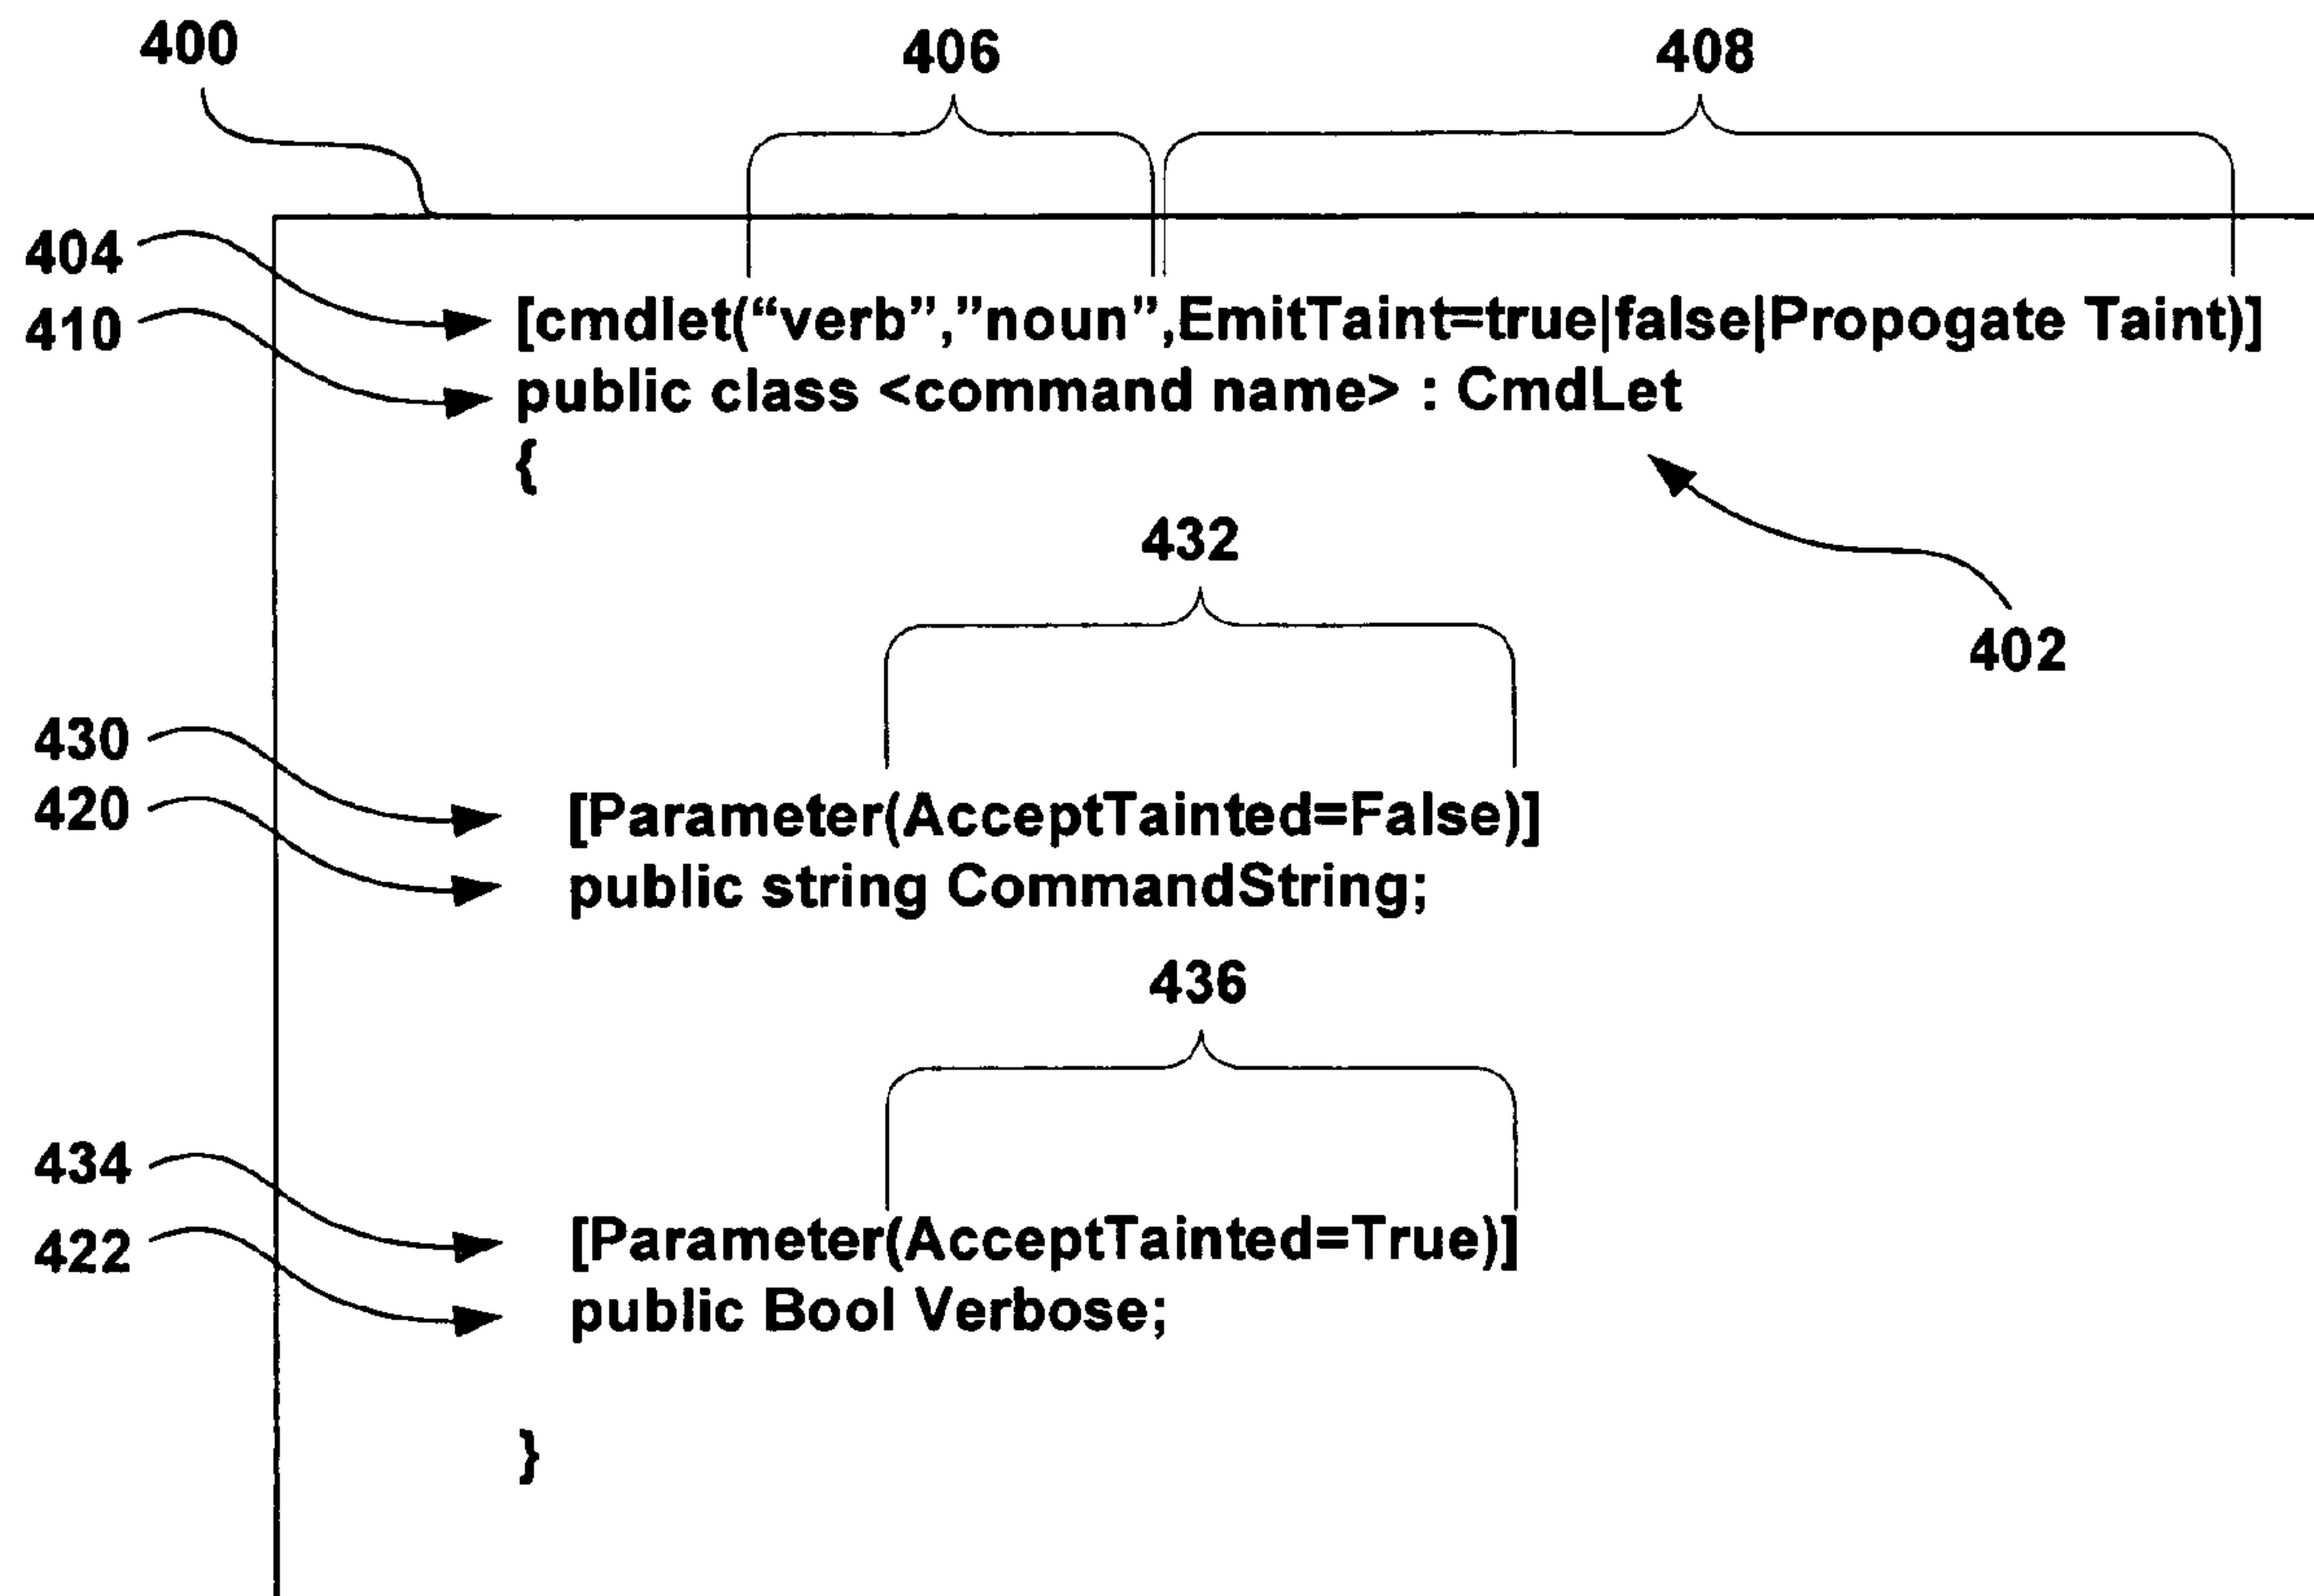 400
406
408
404
[cmdlet(“verb”,”noun”,EmitTaint=true|false|Propogate Taint)]
410
public class <command name> : CmdLet
{
432
402
430
[Parameter(AcceptTainted=False)]
420
public string CommandString;
436
434
[Parameter(AcceptTainted=True)]
422
public Bool Verbose;
}